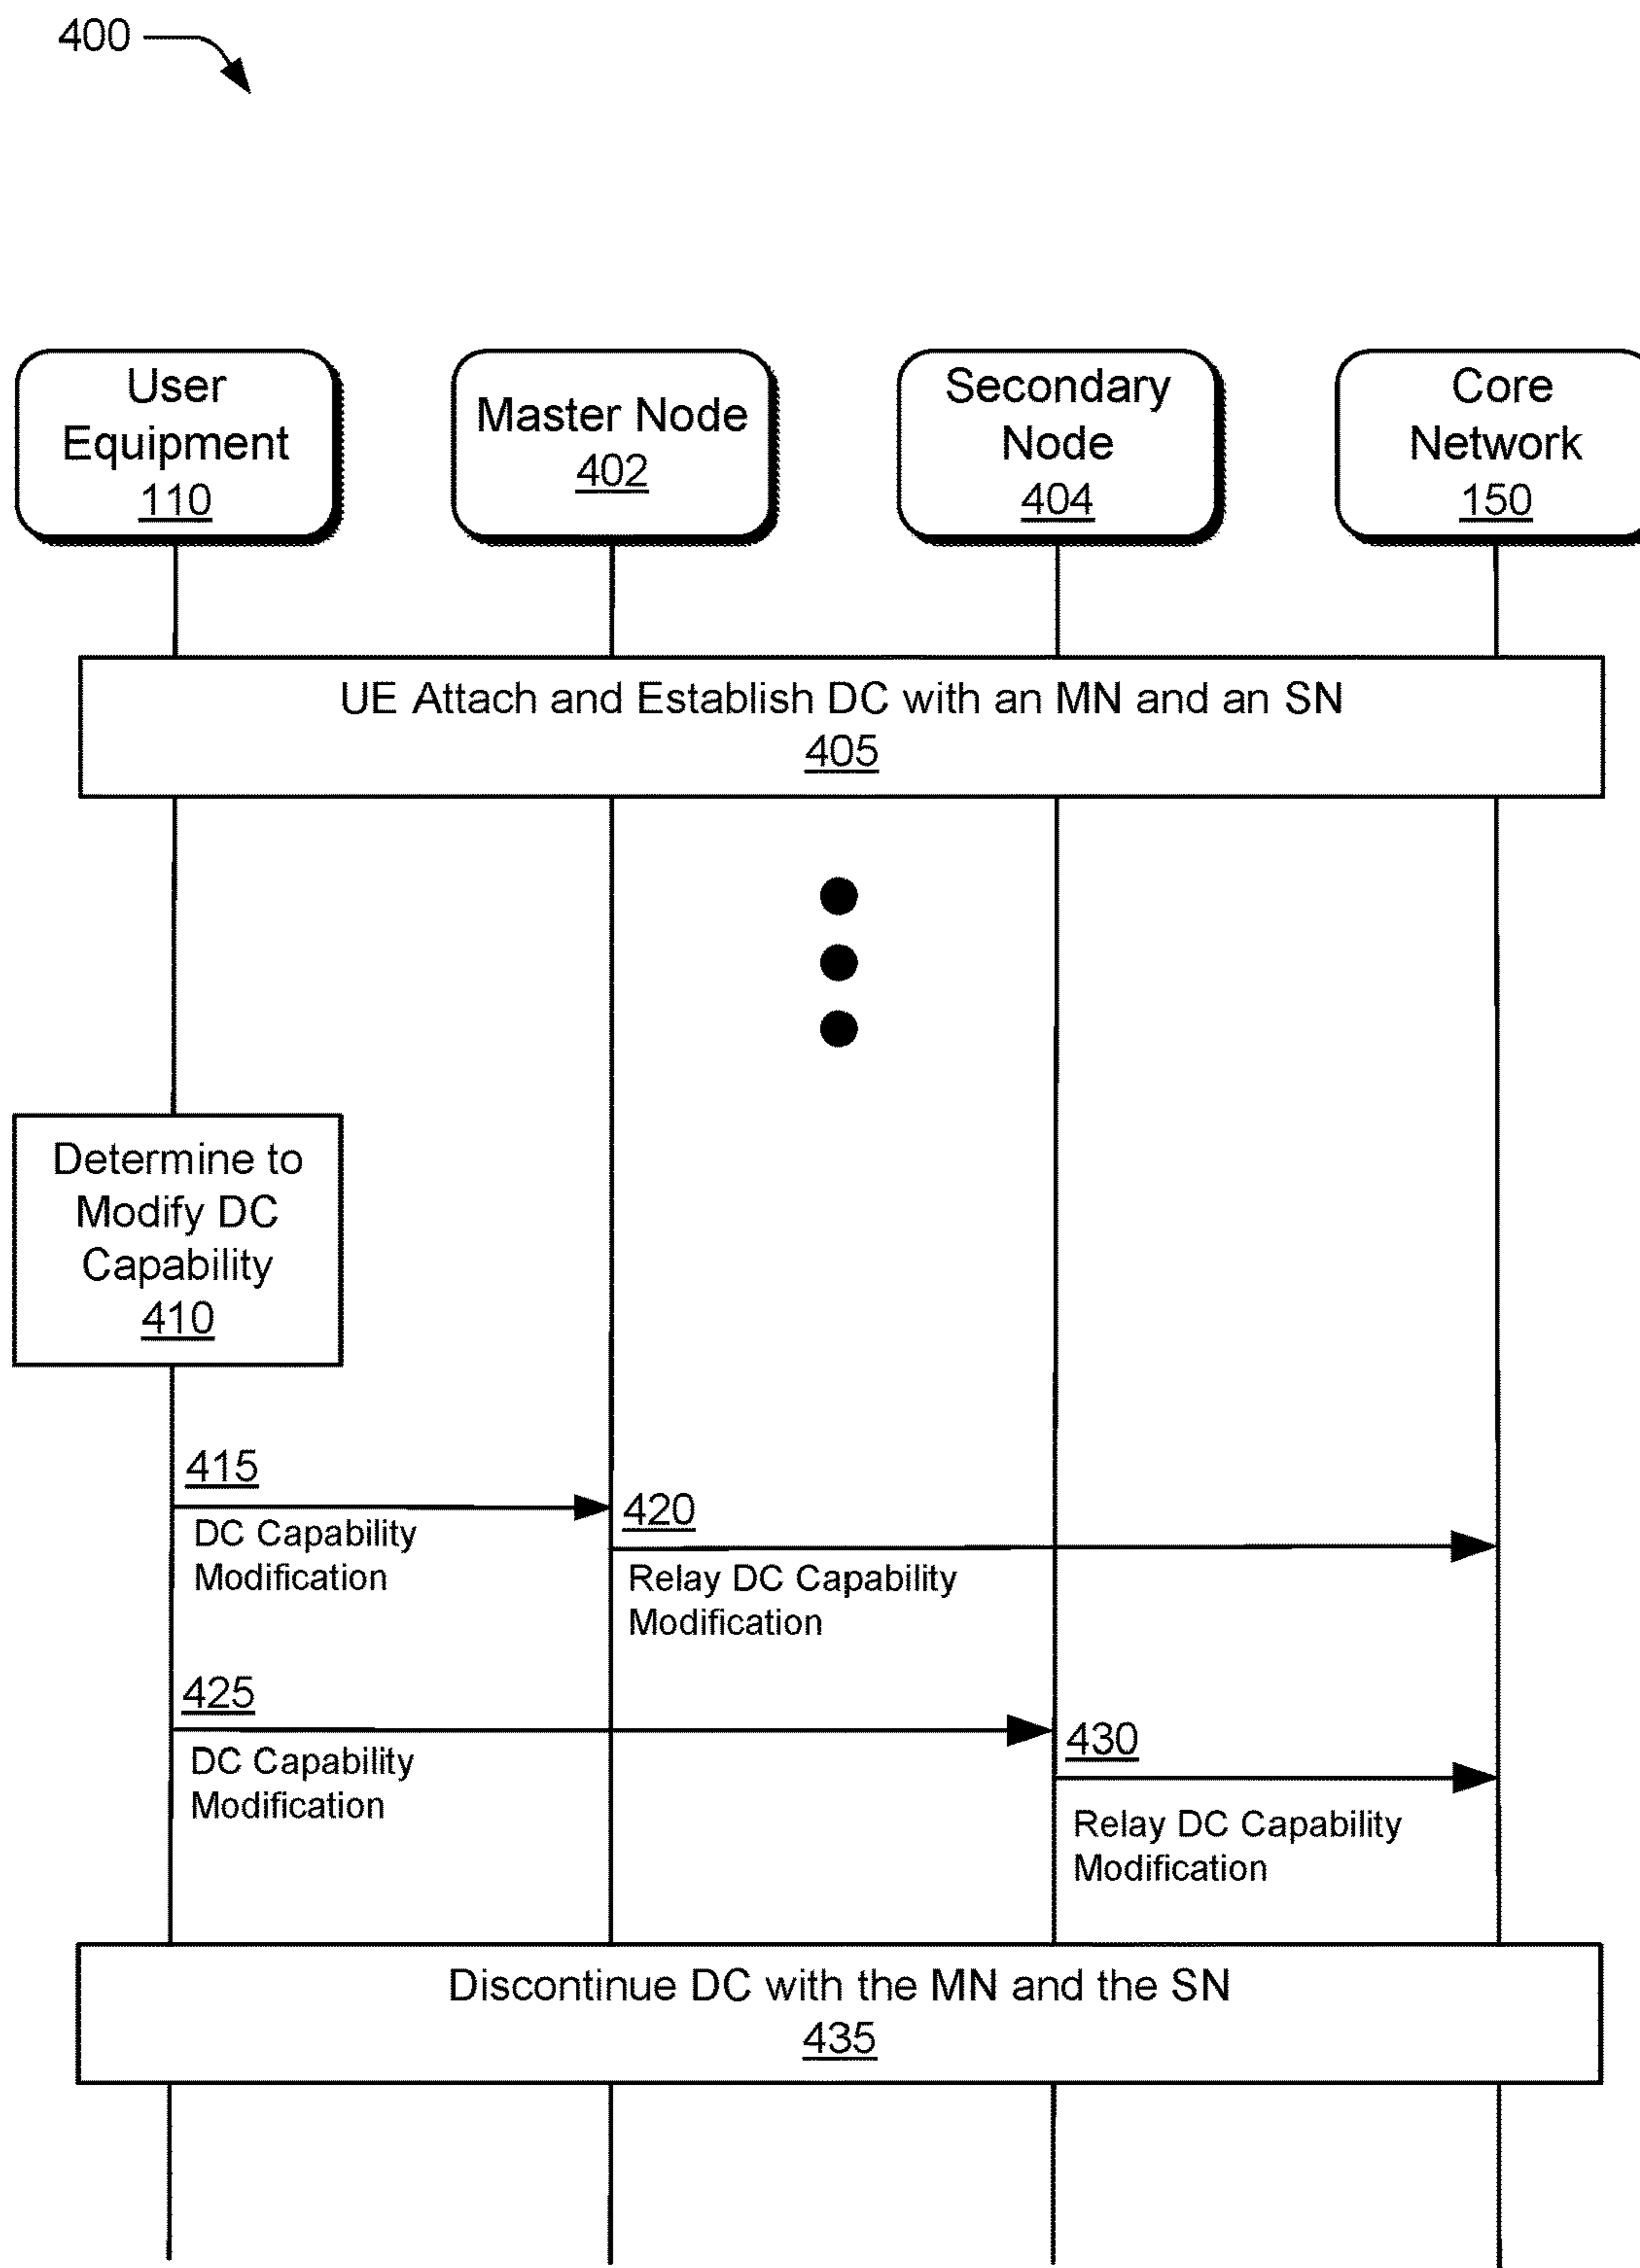 400
User
Equipment
110
Master Node
402
Secondary
Node
404
Core
Network
150
UE Attach and Establish DC with an MN and an SN
405
Determine to
Modify DC
Capability
410
415
DC Capability
Modification
420
Relay DC Capability
Modification
425
DC Capability
Modification
430
Relay DC Capability
Modification
Discontinue DC with the MN and the SN
435